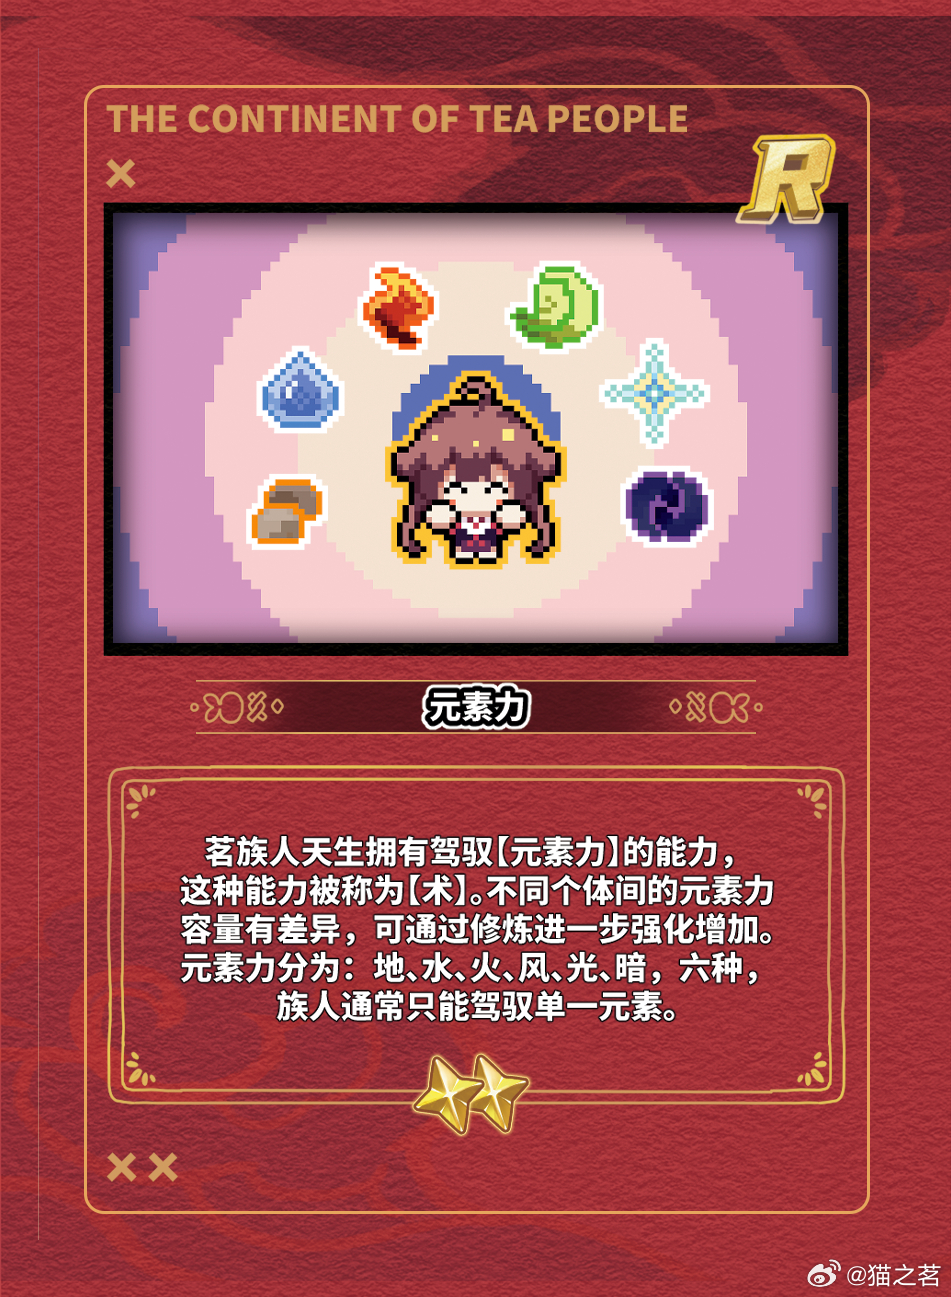 THE CONTINENT OF TEA PEOPLE
R
元素力
茗族人天生拥有驾驭【元素力】的能力，
这种能力被称为【术】。不同个体间的元素力
容量有差异，可通过修炼进一步强化增加。
元素力分为：地、水、火、风、光、暗，六种，
族人通常只能驾驭单一元素。
@猫之茗